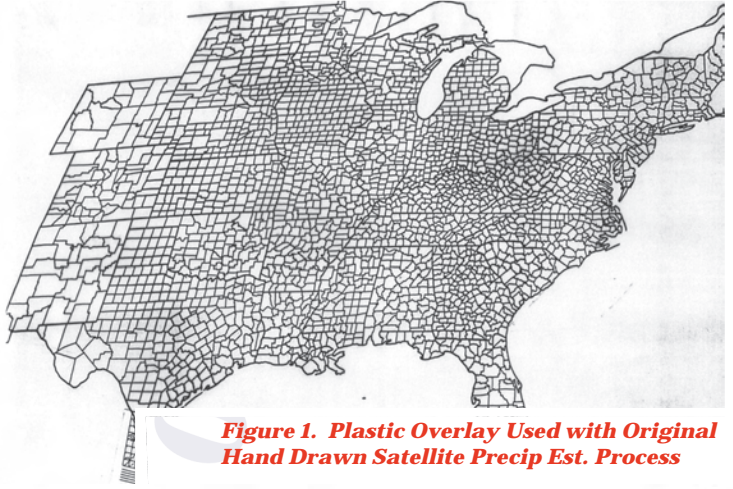 Figure 1. Plastic Overlay Used with Original
Hand Drawn Satellite Precip Est. Process